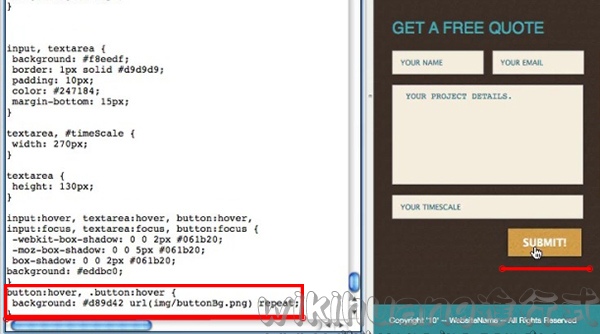 }
input, textarea {
background: #f8eedf;
border: 1px solid #d9d9d9;
padding: 10px;
color: #247184;
margin-bottom: 15px;
}
textarea, #timeScale {
width: 270px;
}
textarea {
height: 130px;
}
input:hover, textarea:hover, button:hover,
input:focus, textarea:focus, button:focus {
-webkit-box-shadow: 0 0 2px #061b20;
-moz-box-shadow: 0 0 5px #061b20;
box-shadow: 0 0 2px #061b20;
background: #eddbc0;
}
button:hover, .button:hover {
background: #d89d42 url(img/buttonBg.png) repeat;
}
GET A FREE QUOTE
YOUR NAME
YOUR EMAIL
YOUR PROJECT DETAILS.
YOUR TIMESCALE
SUBMIT!
Copyright '10" — WebsiteName — All Rights Reserved